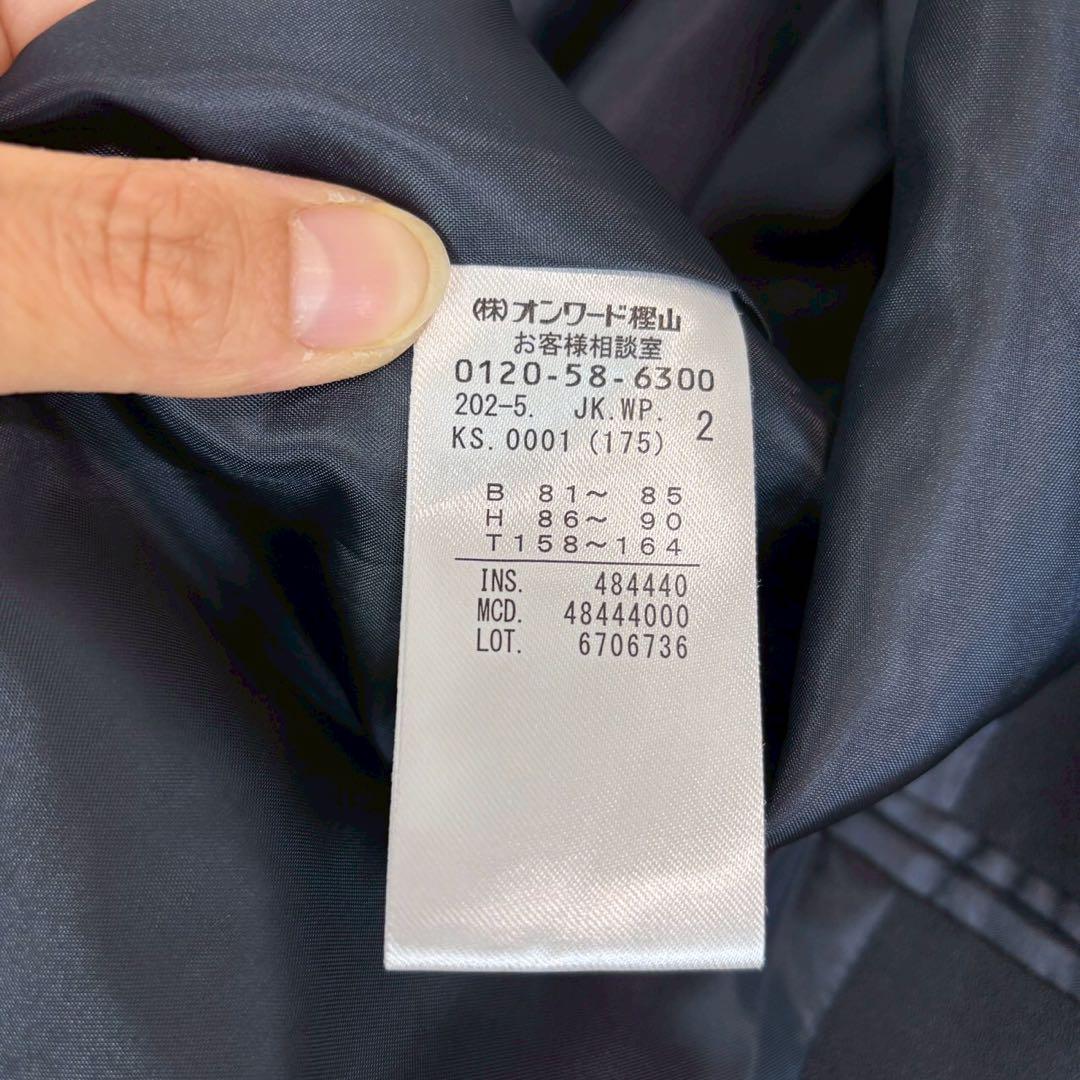 (株)オンワード樫山
お客様相談室
0120-58-6300
202-5. JK.WP. 2
KS.0001 (175)
B 81～ 85
H 86～ 90
T158～164
INS. 484440
MCD. 48444000
LOT. 6706736